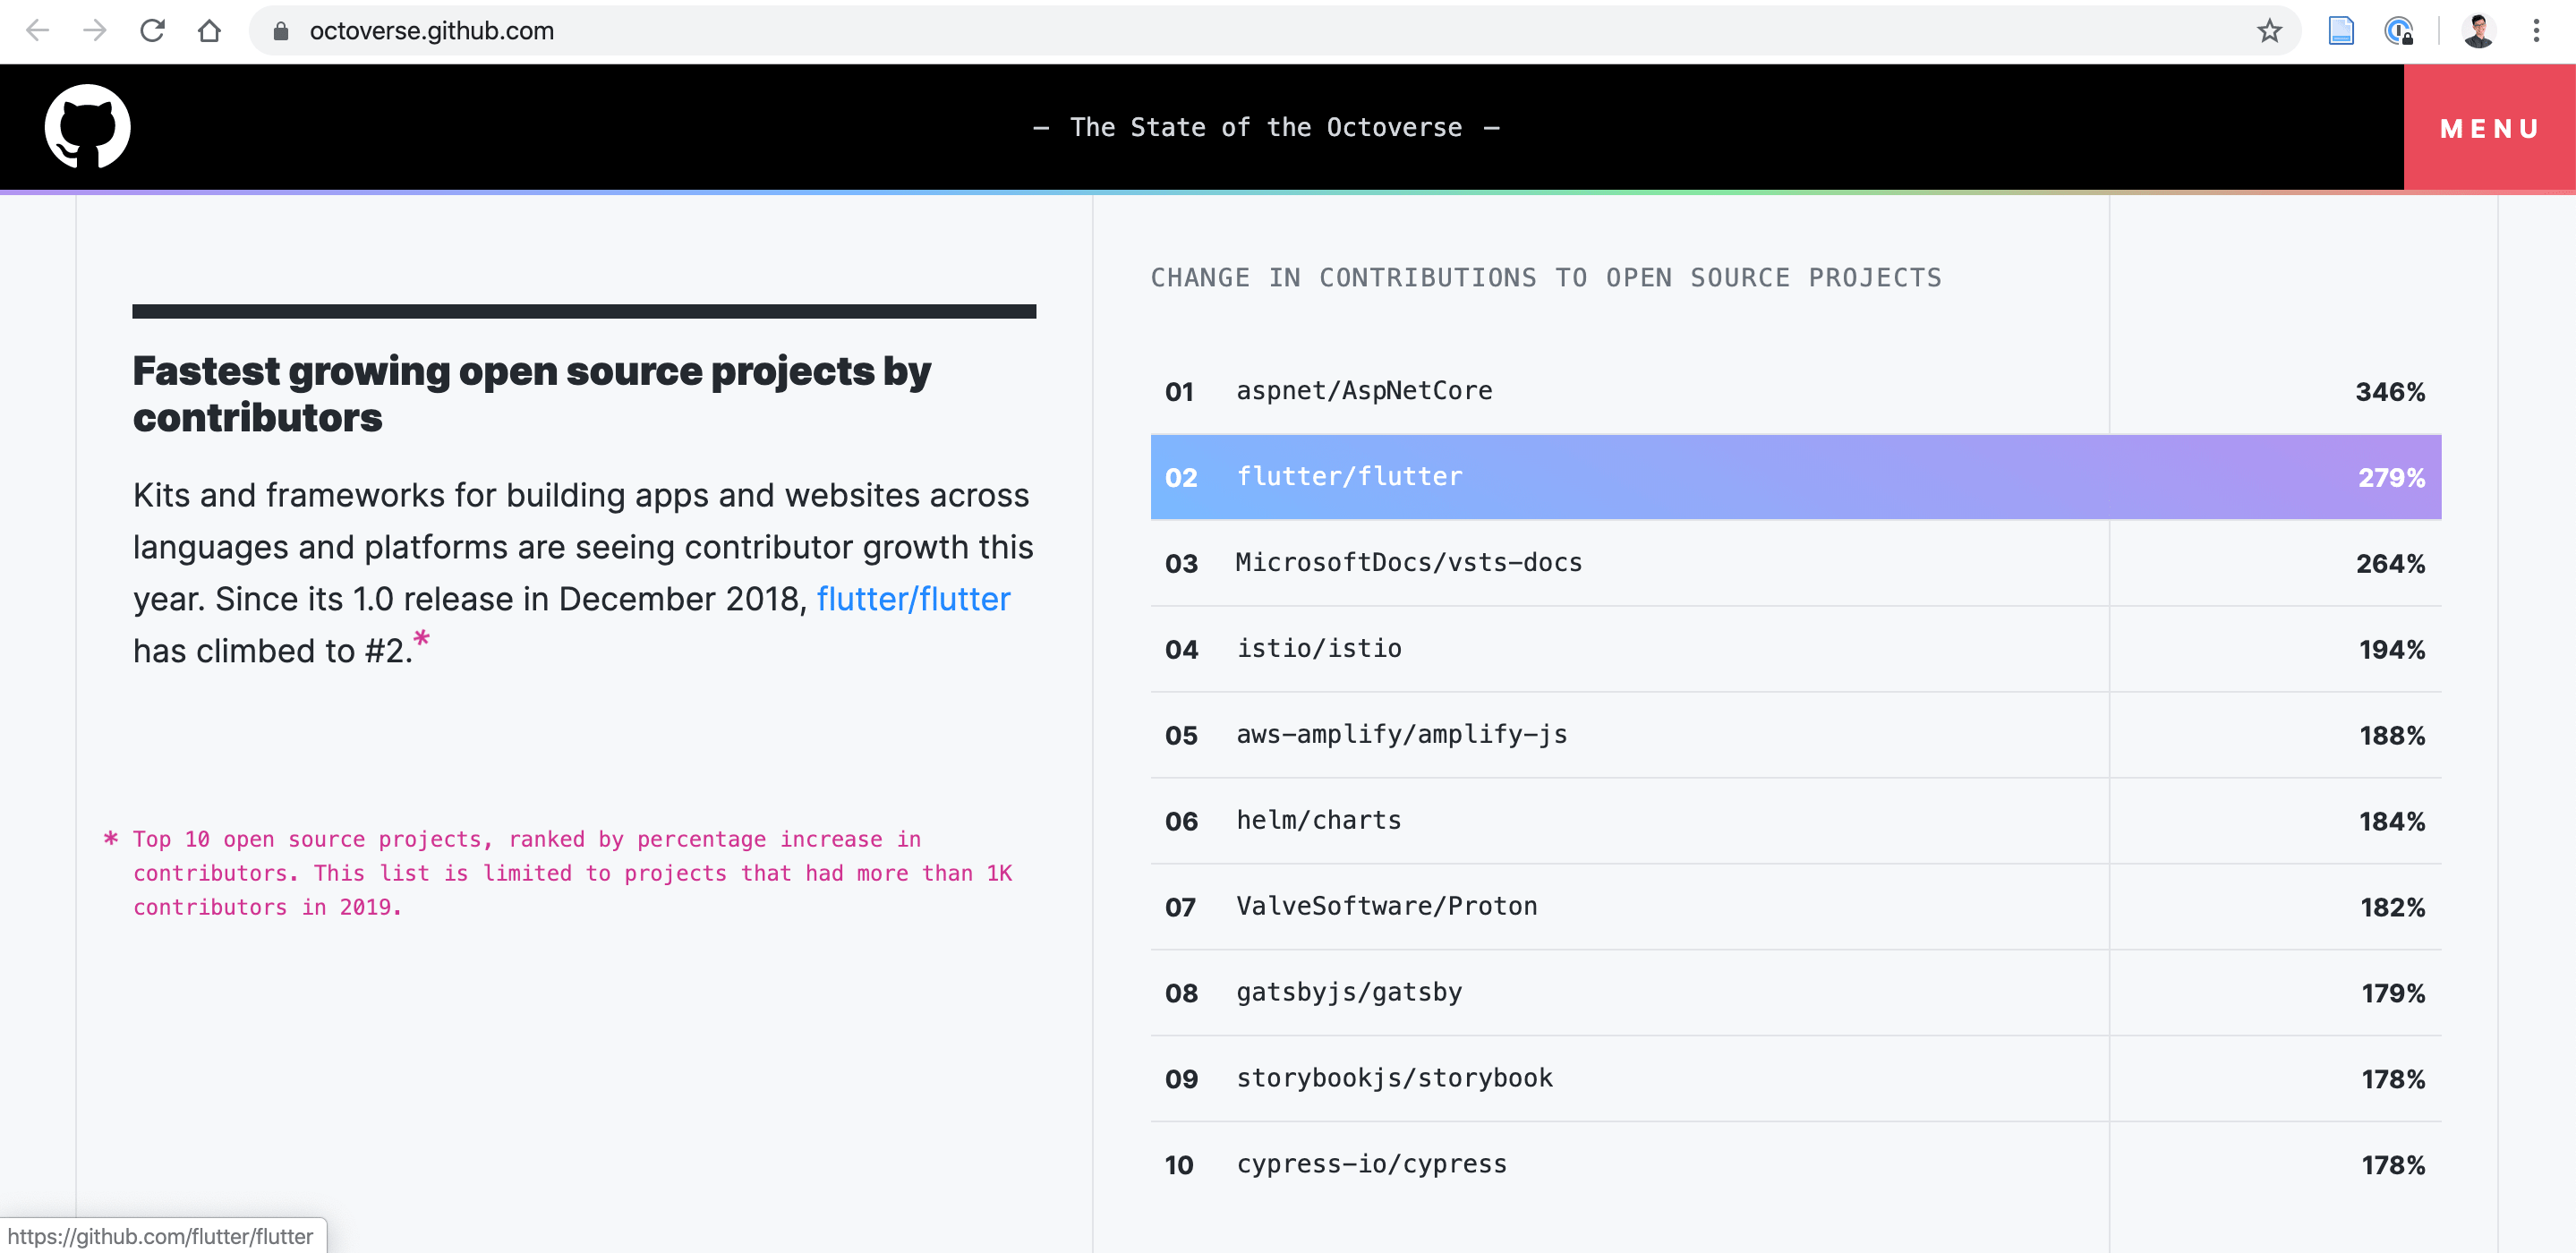 octoverse.github.com
— The State of the Octoverse —
MENU
Fastest growing open source projects by
contributors
Kits and frameworks for building apps and websites across
languages and platforms are seeing contributor growth this
year. Since its 1.0 release in December 2018, flutter/flutter
has climbed to #2.*
* Top 10 open source projects, ranked by percentage increase in
contributors. This list is limited to projects that had more than 1K
contributors in 2019.
CHANGE IN CONTRIBUTIONS TO OPEN SOURCE PROJECTS
01 aspnet/AspNetCore 346%
02 flutter/flutter 279%
03 MicrosoftDocs/vsts-docs 264%
04 istio/istio 194%
05 aws-amplify/amplify-js 188%
06 helm/charts 184%
07 ValveSoftware/Proton 182%
08 gatsbyjs/gatsby 179%
09 storybookjs/storybook 178%
10 cypress-io/cypress 178%
https://github.com/flutter/flutter